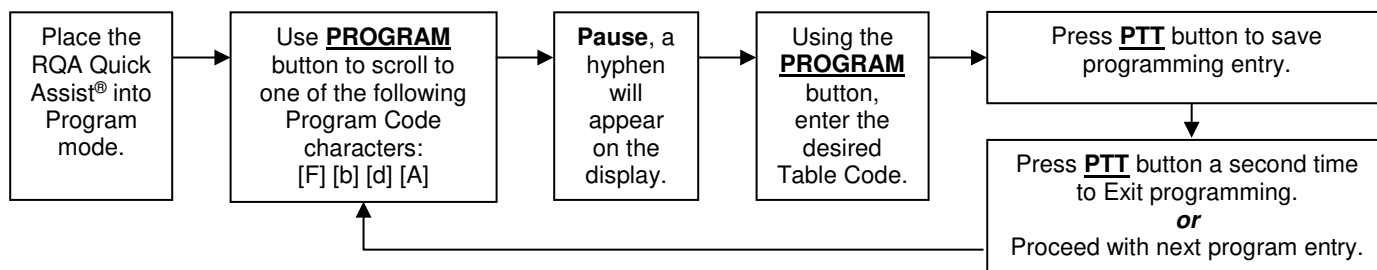 Place the
RQA Quick
Assist® into
Program
mode.
Use PROGRAM
button to scroll to
one of the following
Program Code
characters:
[F] [b] [d] [A]
Pause, a
hyphen
will
appear
on the
display.
Using the
PROGRAM
button,
enter the
desired
Table Code.
Press PTT button to save
programming entry.
Press PTT button a second time
to Exit programming.
or
Proceed with next program entry.